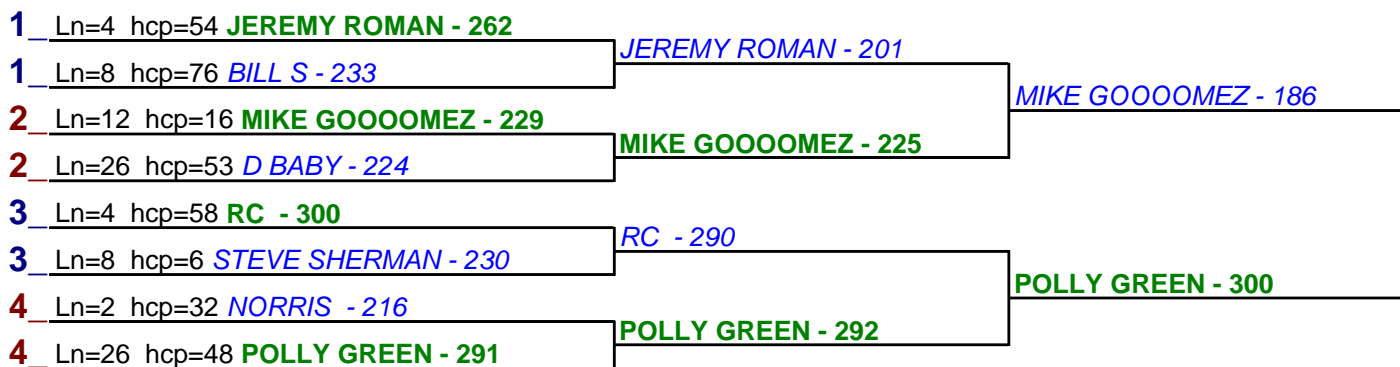 1_ Ln=4 hcp=54 JEREMY ROMAN - 262
JEREMY ROMAN - 201
1_ Ln=8 hcp=76 BILL S - 233
MIKE GOOOOMEZ - 186
2_ Ln=12 hcp=16 MIKE GOOOOMEZ - 229
MIKE GOOOOMEZ - 225
2_ Ln=26 hcp=53 D BABY - 224
3_ Ln=4 hcp=58 RC - 300
RC - 290
3_ Ln=8 hcp=6 STEVE SHERMAN - 230
POLLY GREEN - 300
4_ Ln=2 hcp=32 NORRIS - 216
POLLY GREEN - 292
4_ Ln=26 hcp=48 POLLY GREEN - 291